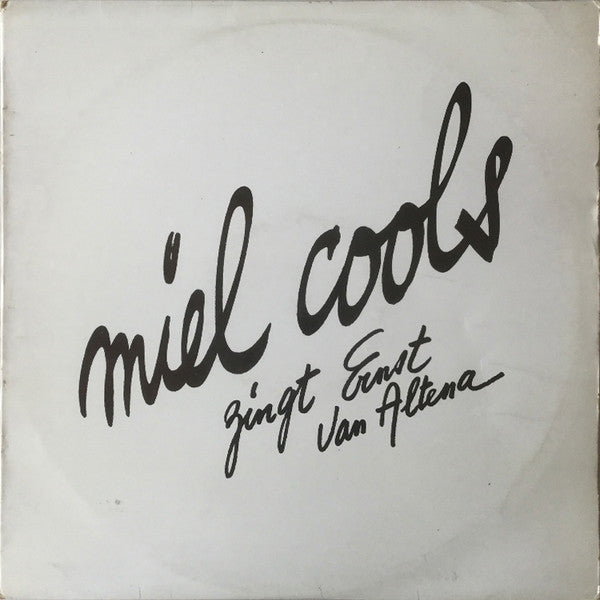 miel cools
zingt Ernst
Van Altena